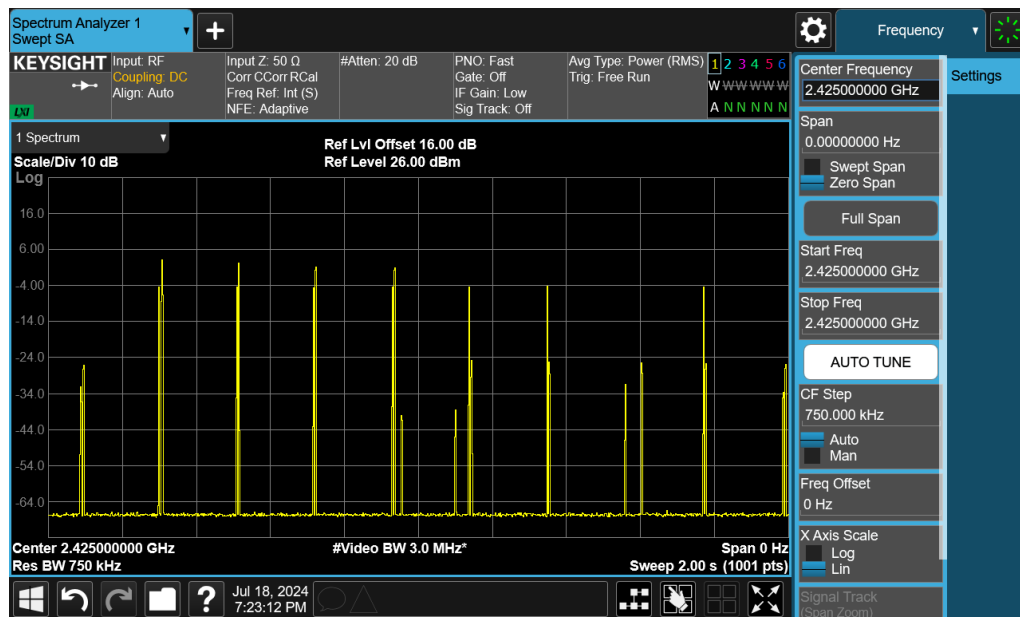 Spectrum Analyzer 1
Swept SA
Frequency
KEYSIGHT
LXI
Input: RF
Coupling: DC
Align: Auto
Input Z: 50 Ω
Corr CCorr RCal
Freq Ref: Int (S)
NFE: Adaptive
#Atten: 20 dB
PNO: Fast
Gate: Off
IF Gain: Low
Sig Track: Off
Avg Type: Power (RMS)
Trig: Free Run
1 2 3 4 5 6
W W W W W W
A N N N N N
1 Spectrum
Scale/Div 10 dB
Log
Ref Lvl Offset 16.00 dB
Ref Level 26.00 dBm
16.0
6.00
-4.00
-14.0
-24.0
-34.0
-44.0
-54.0
-64.0
Center 2.425000000 GHz
Res BW 750 kHz
#Video BW 3.0 MHz*
Span 0 Hz
Sweep 2.00 s (1001 pts)
Jul 18, 2024
7:23:12 PM
Center Frequency
2.425000000 GHz
Span
0.00000000 Hz
Swept Span
Zero Span
Full Span
Start Freq
2.425000000 GHz
Stop Freq
2.425000000 GHz
AUTO TUNE
CF Step
750.000 kHz
Auto
Man
Freq Offset
0 Hz
X Axis Scale
Log
Lin
Signal Track
(Span Zoom)
Settings